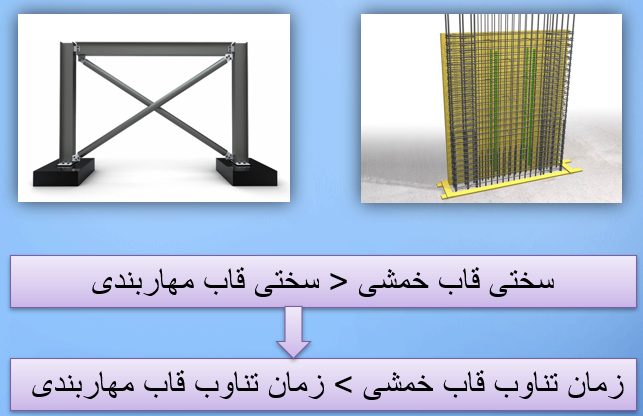 سختی قاب خمشی < سختی قاب مهاربندی
زمان تناوب قاب خمشی > زمان تناوب قاب مهاربندی